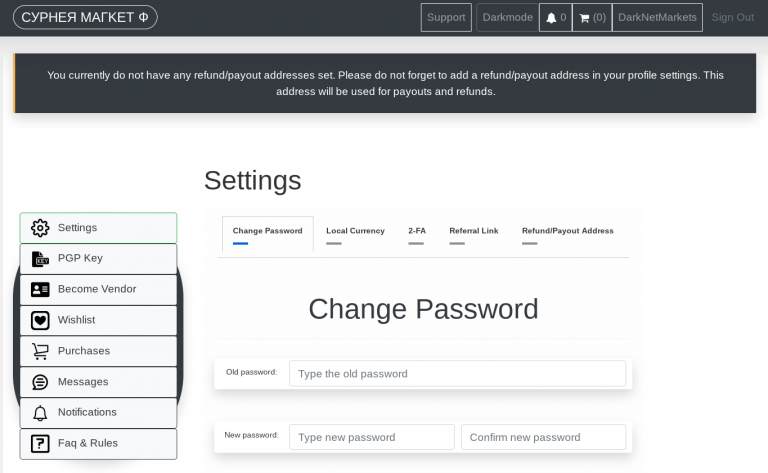 СУРНЕЯ МАГКЕТ Ф
Support
Darkmode
0
(0)
DarkNetMarkets
Sign Out
You currently do not have any refund/payout addresses set. Please do not forget to add a refund/payout address in your profile settings. This
address will be used for payouts and refunds.
Settings
Settings
PGP Key
Become Vendor
Wishlist
Purchases
Messages
Notifications
Faq & Rules
Change Password
Local Currency
2-FA
Referral Link
Refund/Payout Address
Change Password
Old password:
Type the old password
New password:
Type new password
Confirm new password